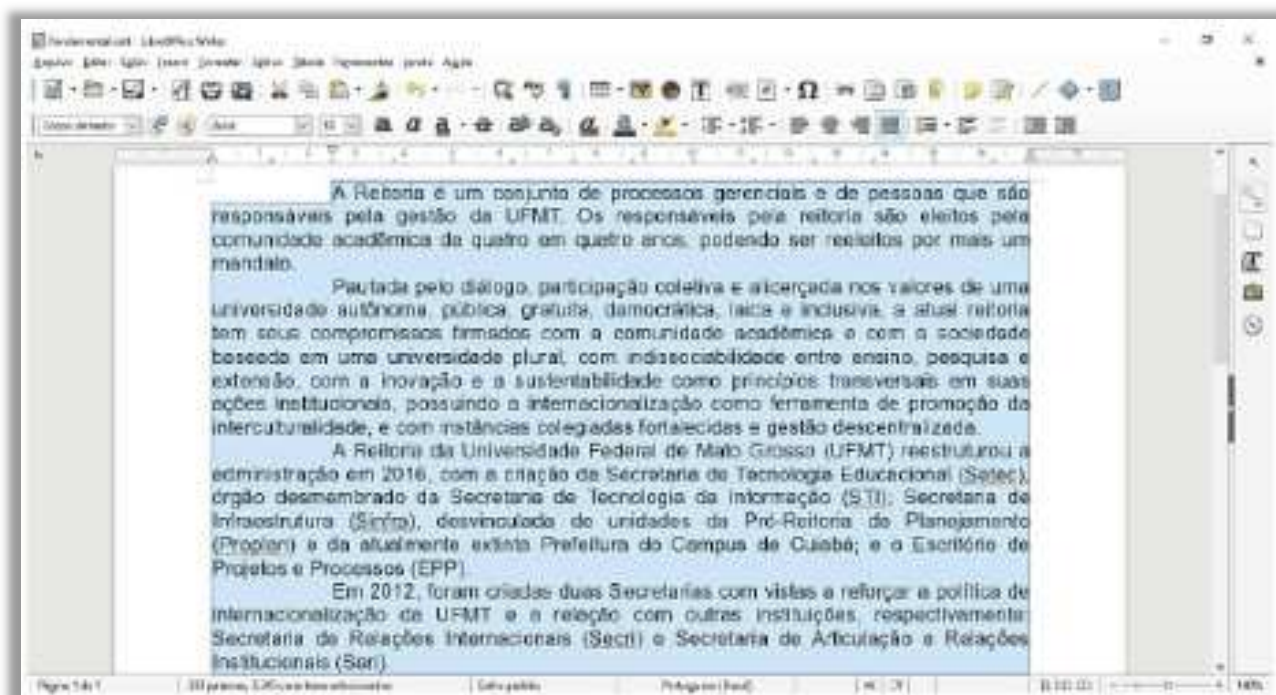 LibreOffice Writer
A Reitoria é um conjunto de processos gerenciais e de pessoas que são
responsáveis pela gestão da UFMT. Os responsáveis pela reitoria são eleitos pela
comunidade acadêmica de quatro em quatro anos, podendo ser reeleitos por mais um
mandato.
Pautada pelo diálogo, participação coletiva e alicerçada nos valores de uma
universidade autônoma, pública, gratuita, democrática, laica e inclusiva, a atual reitoria
tem seus compromissos firmados com a comunidade acadêmica e com a sociedade
baseada em uma universidade plural, com indissociabilidade entre ensino, pesquisa e
extensão, com a inovação e a sustentabilidade como princípios transversais em suas
ações institucionais, possuindo a internacionalização como ferramenta de promoção da
interculturalidade, e com instâncias colegiadas fortalecidas e gestão descentralizada.
A Reitoria da Universidade Federal de Mato Grosso (UFMT) reestruturou a
administração em 2016, com a criação da Secretaria de Tecnologia Educacional (Setec),
órgão desmembrado da Secretaria de Tecnologia da Informação (STI); Secretaria de
Infraestrutura (Sinfra), desvinculada de unidades da Pró-Reitoria de Planejamento
(Proplan) e da atualmente extinta Prefeitura do Campus de Cuiabá; e o Escritório de
Projetos e Processos (EPP).
Em 2012, foram criadas duas Secretarias com vistas a reforçar a política de
internacionalização da UFMT e a relação com outras instituições, respectivamente:
Secretaria de Relações Internacionais (Secri) e Secretaria de Articulação e Relações
Institucionais (Sari).
Página 1 de 1